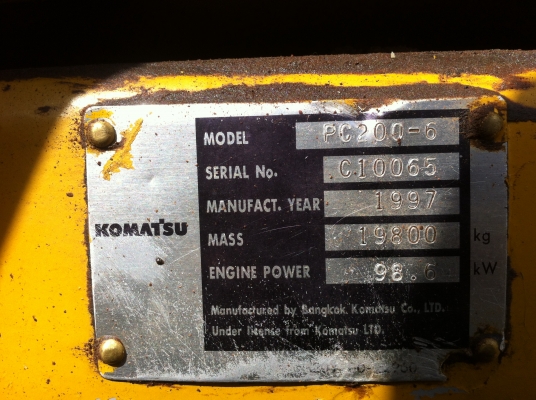 MODEL PC200-6
SERIAL No. C10065
MANUFACT. YEAR 1997
KOMATSU
MASS 19800 kg
ENGINE POWER 98.6 kW
Manufactured by Bangkok Komatsu Co., LTD.
Under licence from Komatsu LTD.